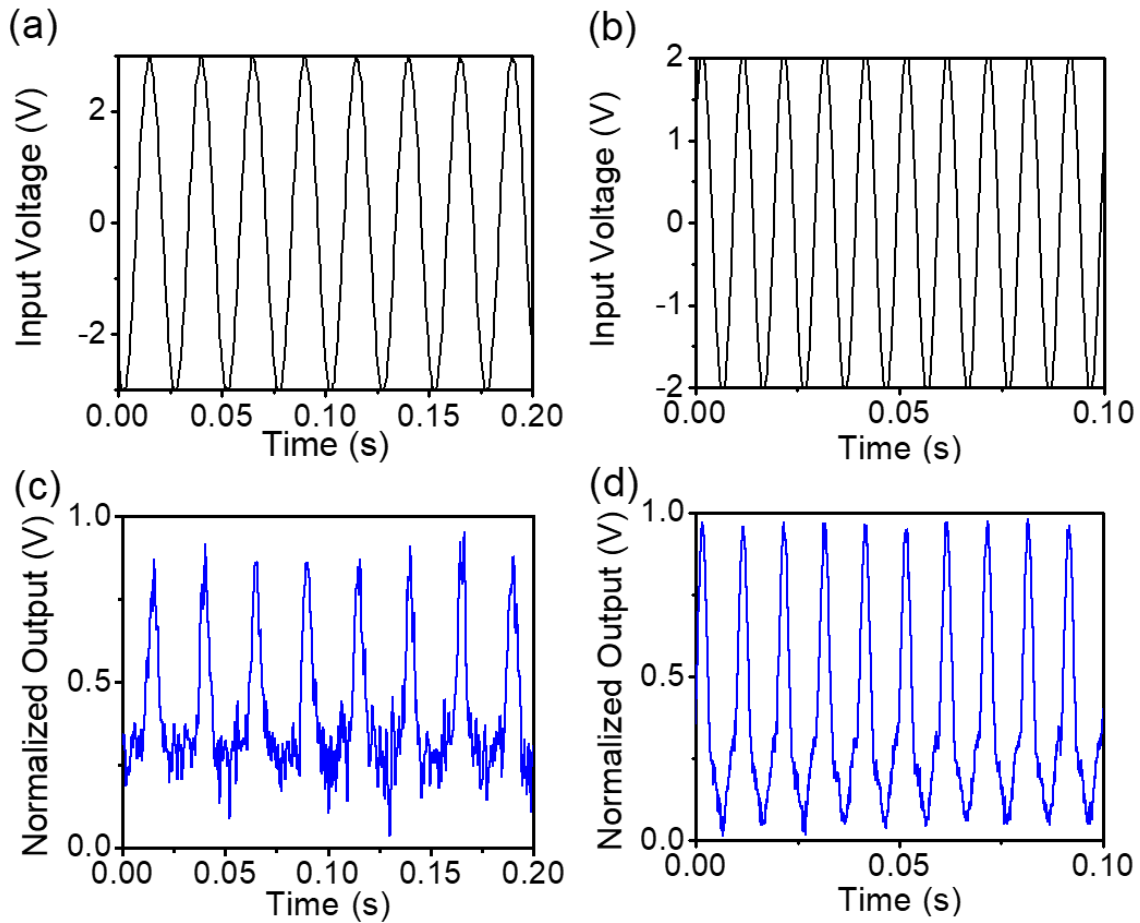 (a)
(b)
Input Voltage (V)
2
0
-2
0.00 0.05 0.10 0.15 0.20
Time (s)
Input Voltage (V)
2
1
0
-1
-2
0.00 0.05 0.10
Time (s)
(c)
(d)
Normalized Output (V)
1.0
0.5
0.0
0.00 0.05 0.10 0.15 0.20
Time (s)
Normalized Output (V)
1.0
0.5
0.0
0.00 0.05 0.10
Time (s)